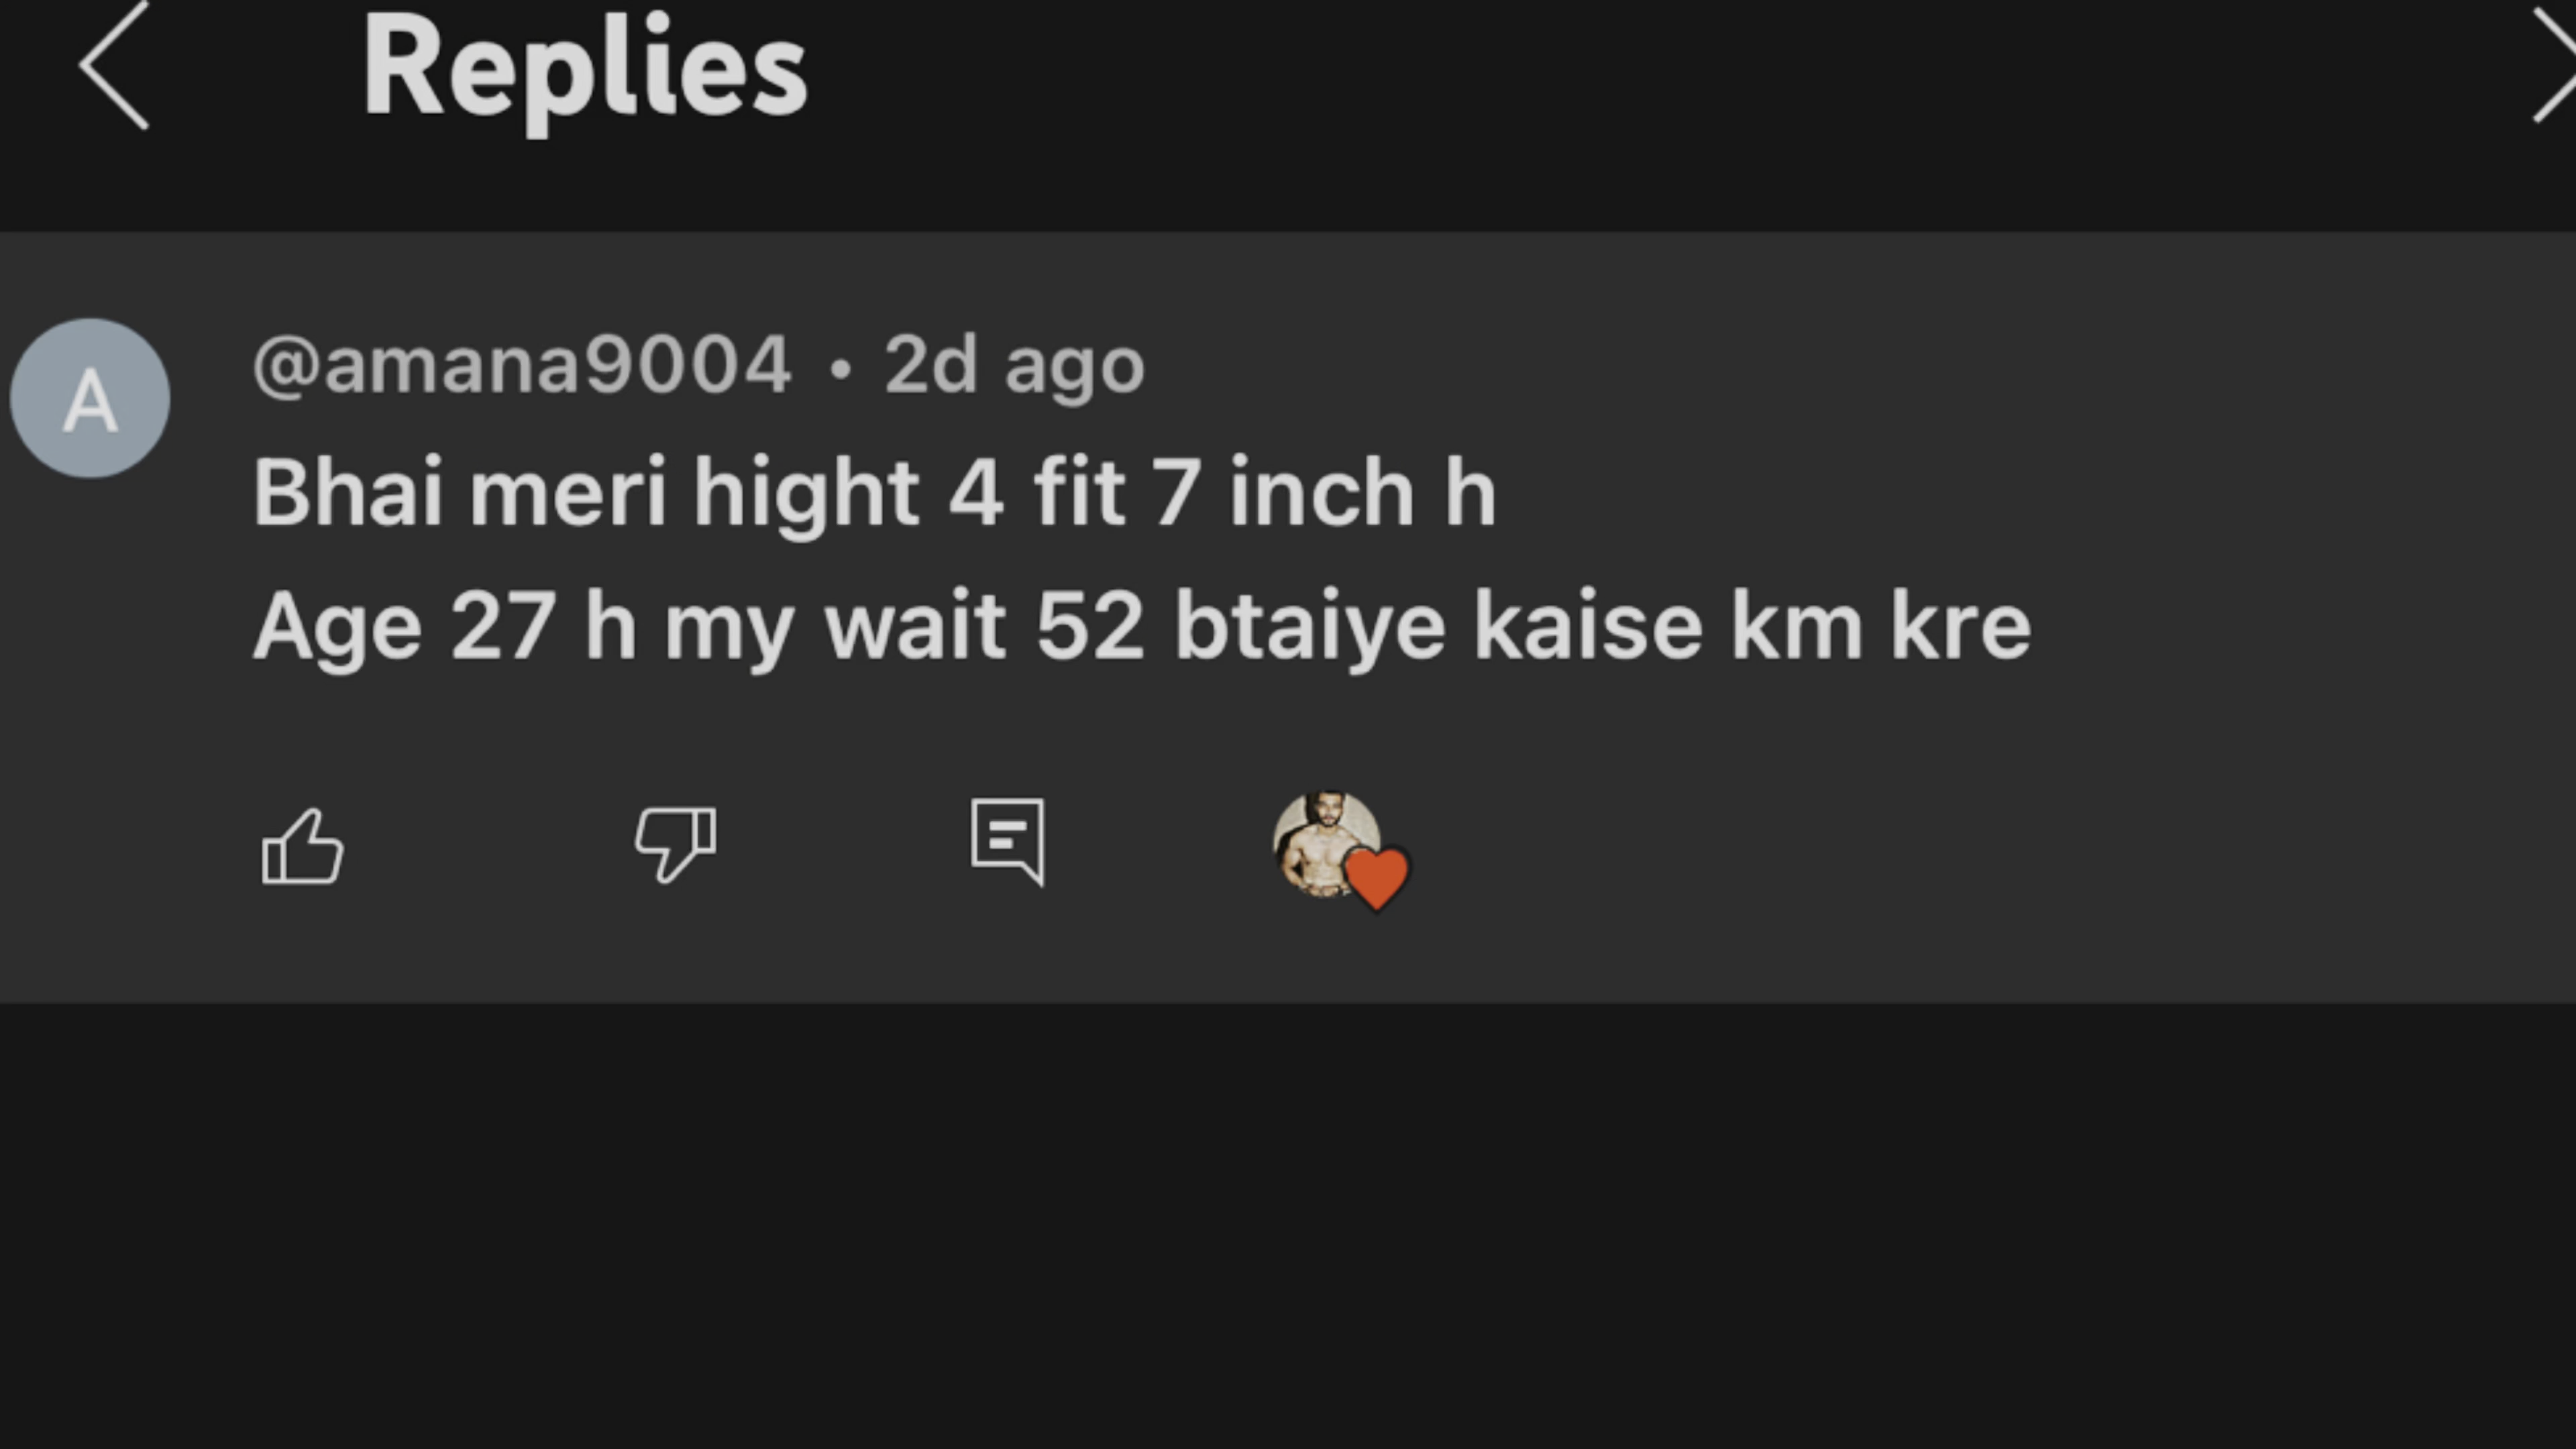 Replies
A
@amana9004 • 2d ago
Bhai meri hight 4 fit 7 inch h
Age 27 h my wait 52 btaiye kaise km kre